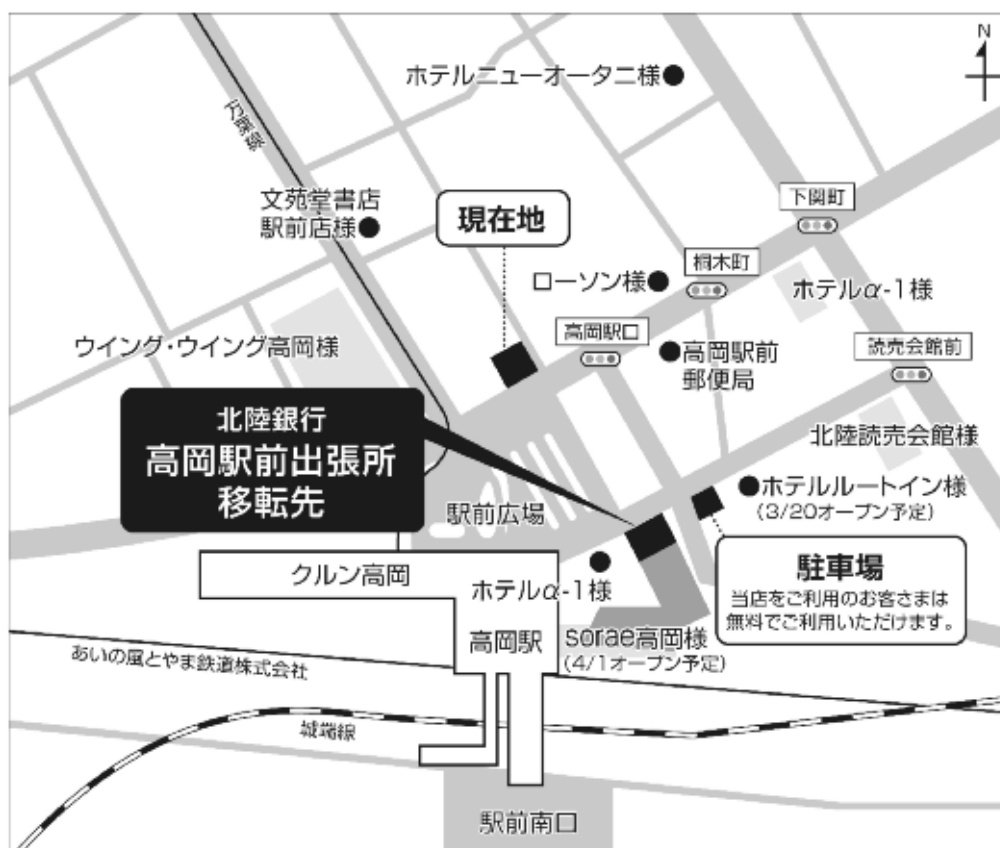 N
ホテルニューオータニ様
万葉線
文苑堂書店
駅前店様
現在地
下関町
桐木町
ローソン様
ホテルα-1様
高岡駅口
高岡駅前
郵便局
読売会館前
ウイング・ウイング高岡様
北陸銀行
高岡駅前出張所
移転先
北陸読売会館様
ホテルルートイン様
(3/20オープン予定)
駅前広場
駐車場
当店をご利用のお客さまは
無料でご利用いただけます。
クルン高岡
ホテルα-1様
高岡駅
sorae高岡様
(4/1オープン予定)
あいの風とやま鉄道株式会社
城端線
駅前南口